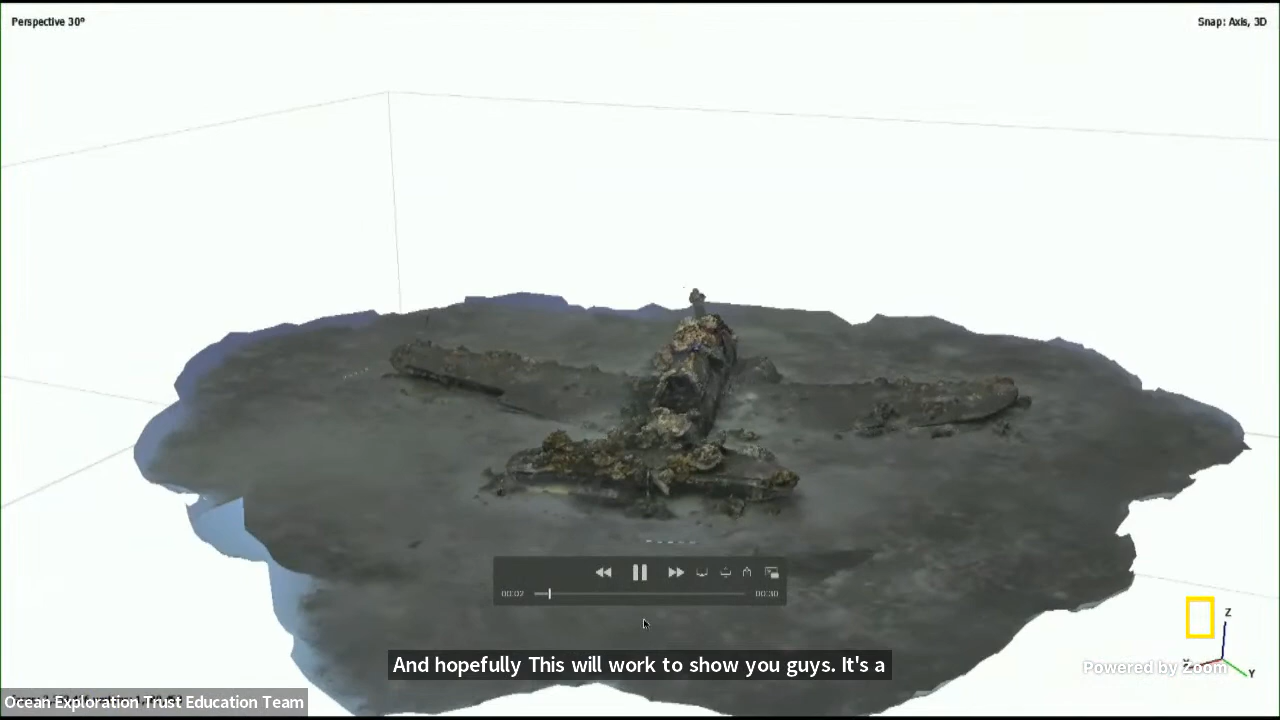 Perspective 30°
Snap: Axis, 3D
00:02
00:30
Z
Y
And hopefully This will work to show you guys. It's a
Powered by Zoom
Ocean Exploration Trust Education Team